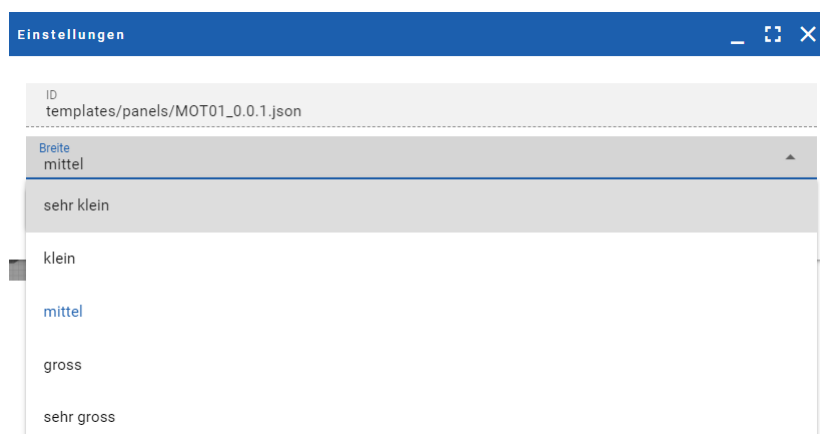 Einstellungen
ID
templates/panels/MOT01_0.0.1.json
Breite
mittel
sehr klein
klein
mittel
gross
sehr gross